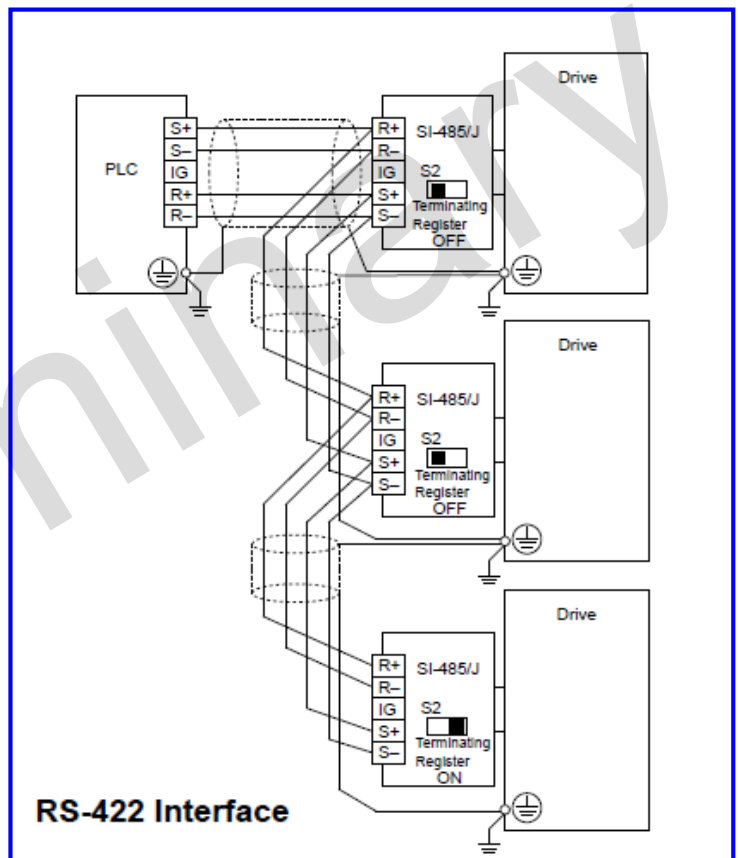 Drive
PLC
S+
S–
IG
R+
R–
R+
R–
IG
S+
S–
SI-485/J
S2
Terminating
Register
OFF
Drive
R+
R–
IG
S+
S–
SI-485/J
S2
Terminating
Register
OFF
Drive
R+
R–
IG
S+
S–
SI-485/J
S2
Terminating
Register
ON
RS-422 Interface
minary